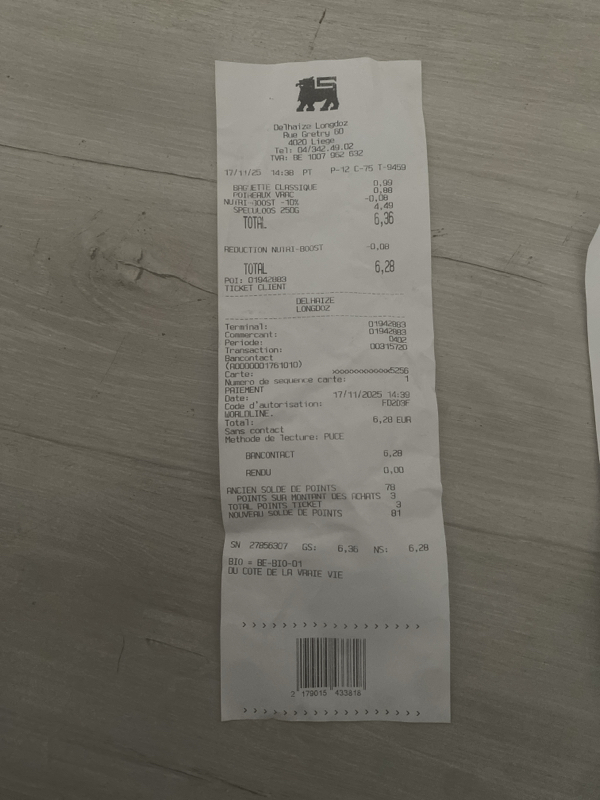 Delhaize Longdoz
Rue Gretry 60
4020 Liege
Tel: 04/342.49.02
TVA: BE 1007 952 632
17/11/25 14:38 PT P-12 C-75 T-9459
BAGUETTE CLASSIQUE 0,99
POIREAUX VRAC 0,88
NUTRI-BOOST -10% -0,08
SPECULOOS 250G 4,49
TOTAL 6,36
REDUCTION NUTRI-BOOST -0,08
TOTAL 6,28
POI: 01942883
TICKET CLIENT
DELHAIZE
LONGDOZ
Terminal: 01942883
Commercant: 01942883
Periode: 0402
Transaction: 00315720
Bancontact
(A0000001761010)
Carte: xxxxxxxxxxxx5256
Numero de sequence carte: 1
PAIEMENT
Date: 17/11/2025 14:39
Code d'autorisation: FD2D3F
WORLDLINE.
Total: 6,28 EUR
Sans contact
Methode de lecture: PUCE
BANCONTACT 6,28
RENDU 0,00
ANCIEN SOLDE DE POINTS 78
POINTS SUR MONTANT DES ACHATS 3
TOTAL POINTS TICKET 3
NOUVEAU SOLDE DE POINTS 81
SN 27856307 GS: 6,36 NS: 6,28
BIO = BE-BIO-01
DU COTE DE LA VRAIE VIE
> > > > > > > > > > > > > > > >
2 179015 433818
> > > > > > > > > > > > > > > >